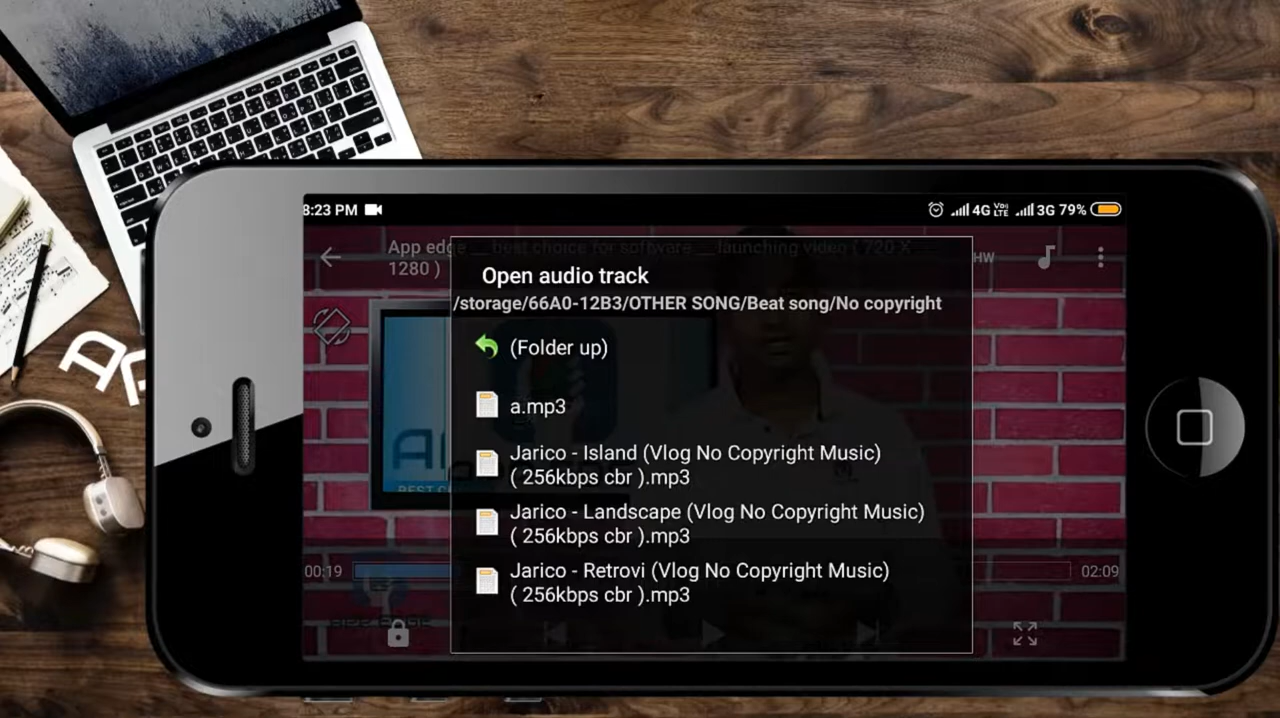 8:23 PM
4G VoLTE 3G 79%
App edge __ best choice for software __ launching video ( 720 X
1280 )
HW
Open audio track
/storage/66A0-12B3/OTHER SONG/Beat song/No copyright
(Folder up)
a.mp3
Jarico - Island (Vlog No Copyright Music)
( 256kbps cbr ).mp3
Jarico - Landscape (Vlog No Copyright Music)
( 256kbps cbr ).mp3
Jarico - Retrovi (Vlog No Copyright Music)
( 256kbps cbr ).mp3
00:19
02:09
APP EDGE